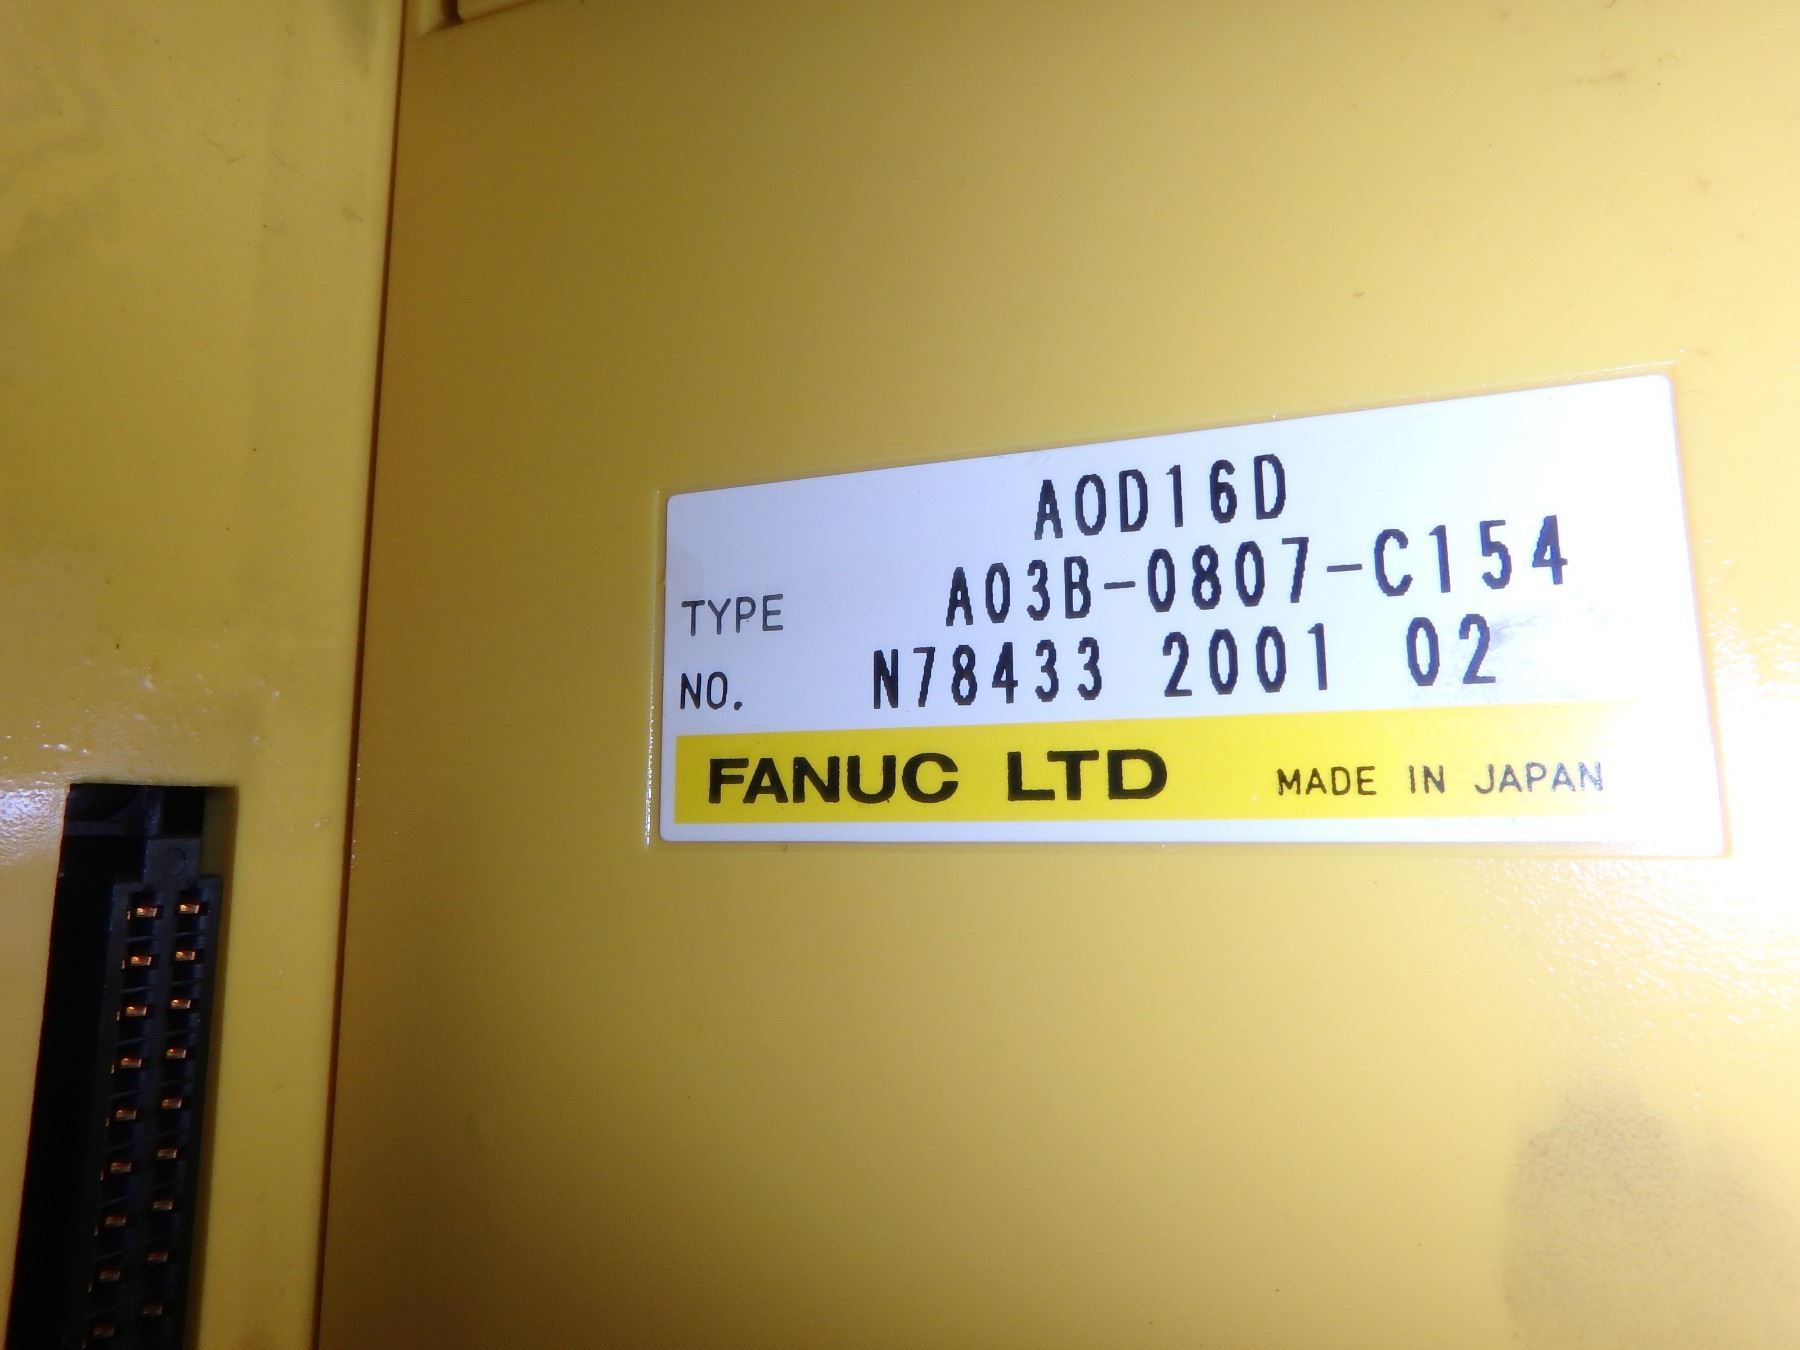 AOD16D
TYPE A03B-0807-C154
NO. N78433 2001 02
FANUC LTD MADE IN JAPAN